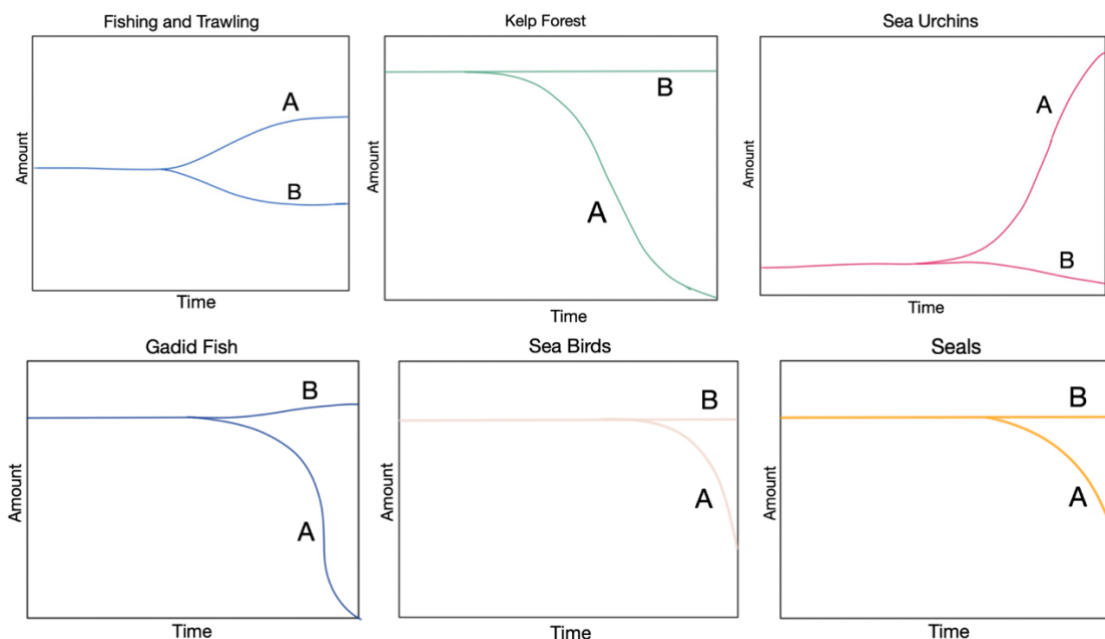 Fishing and Trawling
Amount
A
B
Time
Kelp Forest
Amount
B
A
Time
Sea Urchins
Amount
A
B
Time
Gadid Fish
Amount
B
A
Time
Sea Birds
Amount
B
A
Time
Seals
Amount
B
A
Time